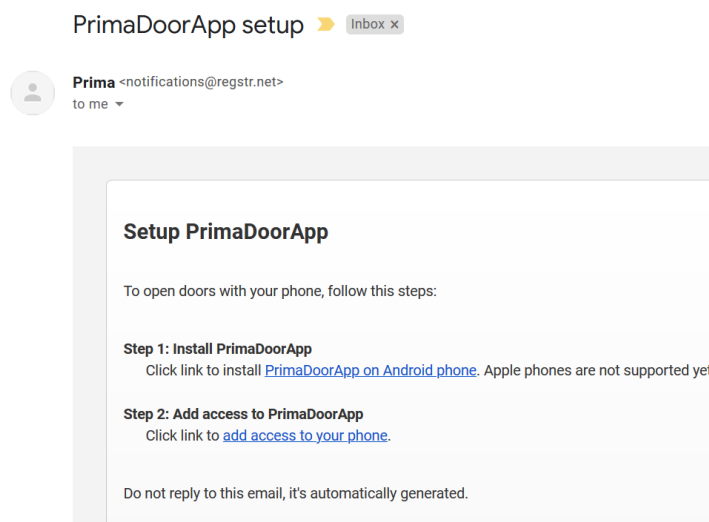 PrimaDoorApp setup Inbox ×
Prima <notifications@regstr.net>
to me
Setup PrimaDoorApp
To open doors with your phone, follow this steps:
Step 1: Install PrimaDoorApp
Click link to install PrimaDoorApp on Android phone. Apple phones are not supported yet
Step 2: Add access to PrimaDoorApp
Click link to add access to your phone.
Do not reply to this email, it's automatically generated.